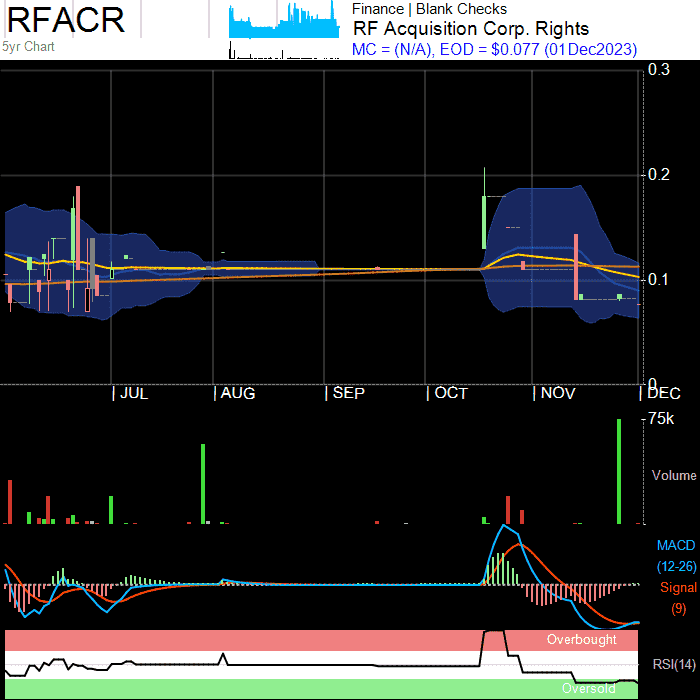 RFACR
5yr Chart
Finance | Blank Checks
RF Acquisition Corp. Rights
MC = (N/A), EOD = $0.077 (01Dec2023)
0.3
0.2
0.1
0
JUL AUG SEP OCT NOV DEC
75k
Volume
MACD
(12-26)
Signal
(9)
Overbought
RSI(14)
Oversold